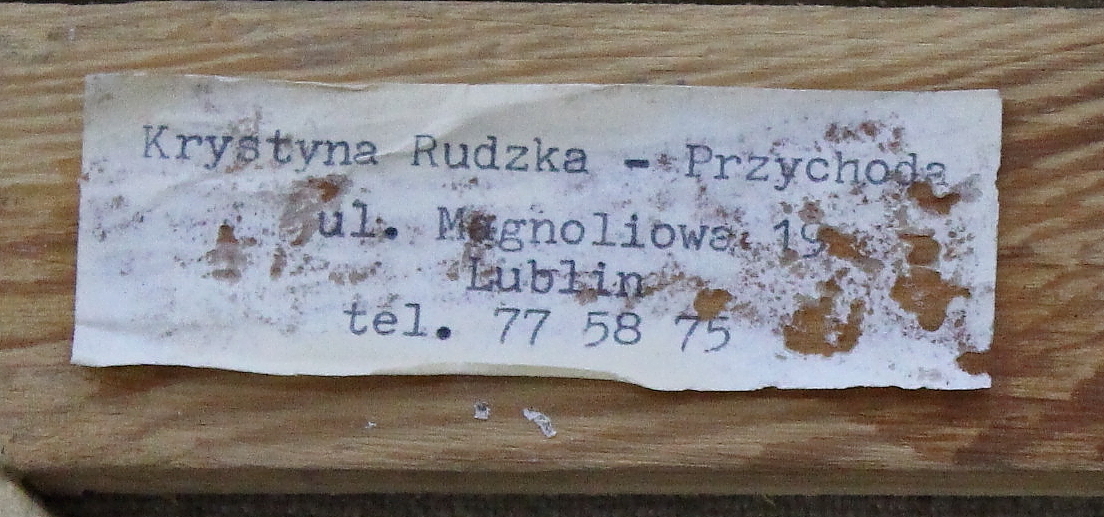 Krystyna Rudzka - Przychoda
ul. Magnoliowa 19
Lublin
tel. 77 58 75